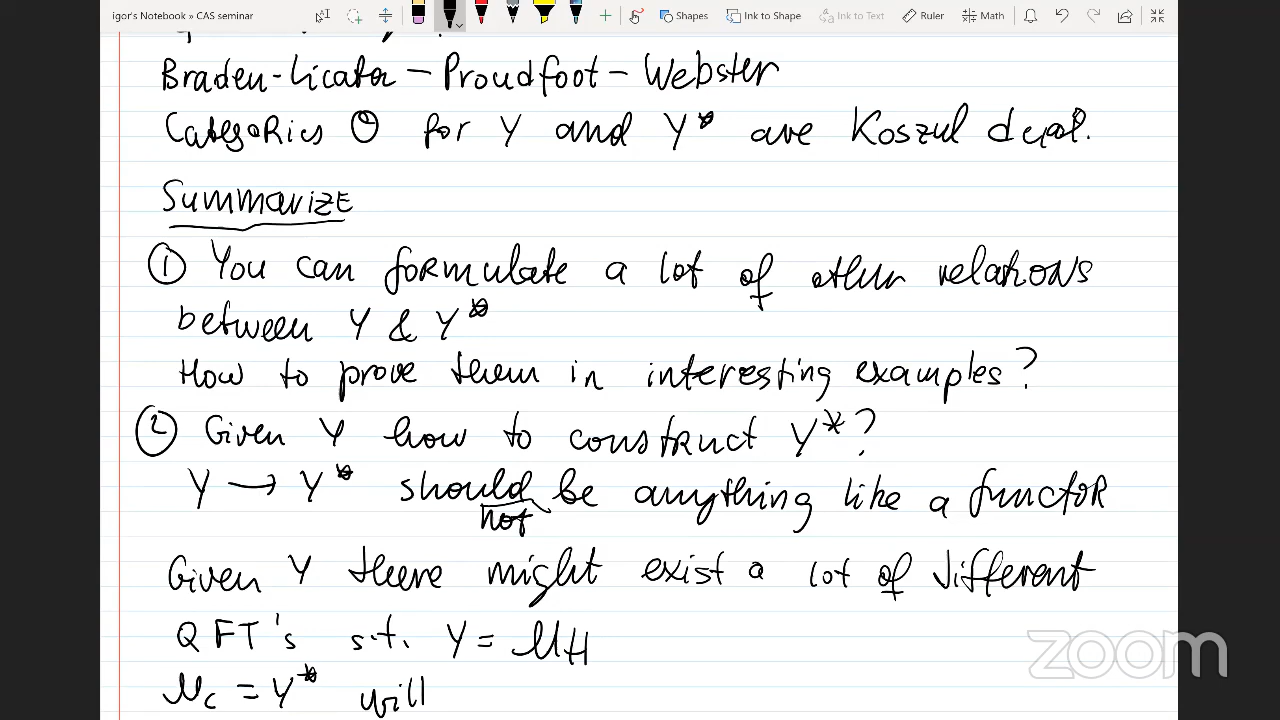 igor's Notebook » CAS seminar
Shapes Ink to Shape Ink to Text Ruler Math
Braden-Licata-Proudfoot-Webster
Categories O for Y and Y* are Koszul dual.
Summarize
① You can formulate a lot of other relations
between Y & Y*
How to prove them in interesting examples?
② Given Y how to construct Y*?
Y → Y* should be anything like a functor
not
Given Y there might exist a lot of different
QFT's s.t. Y = MH
Mc = Y* will
zoom